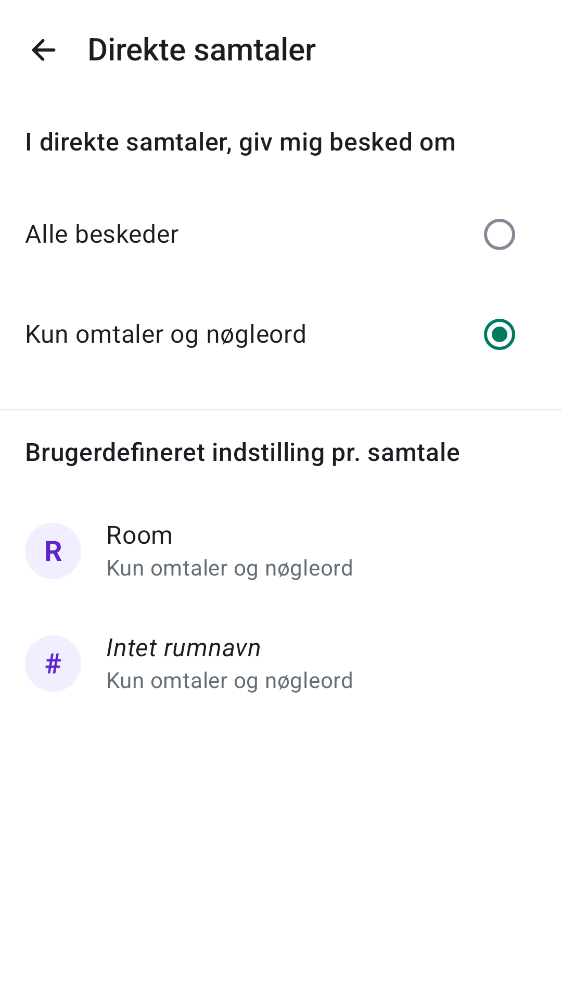 Direkte samtaler
I direkte samtaler, giv mig besked om
Alle beskeder
Kun omtaler og nøgleord
Brugerdefineret indstilling pr. samtale
R
Room
Kun omtaler og nøgleord
#
Intet rumnavn
Kun omtaler og nøgleord